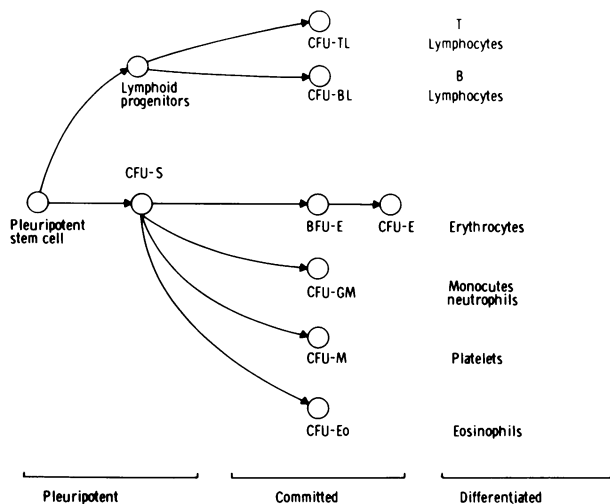 CFU-TL
T
Lymphocytes
Lymphoid
progenitors
CFU-BL
B
Lymphocytes
CFU-S
Pleuripotent
stem cell
BFU-E
CFU-E
Erythrocytes
CFU-GM
Monocutes
neutrophils
CFU-M
Platelets
CFU-Eo
Eosinophils
Pleuripotent
Committed
Differentiated